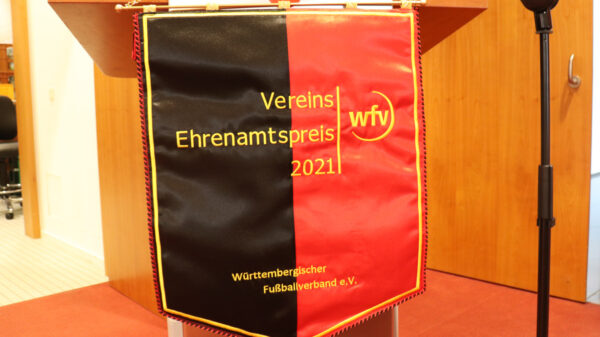 Vereins
Ehrenamtspreis
2021
wfv
Württembergischer
Fußballverband e.V.